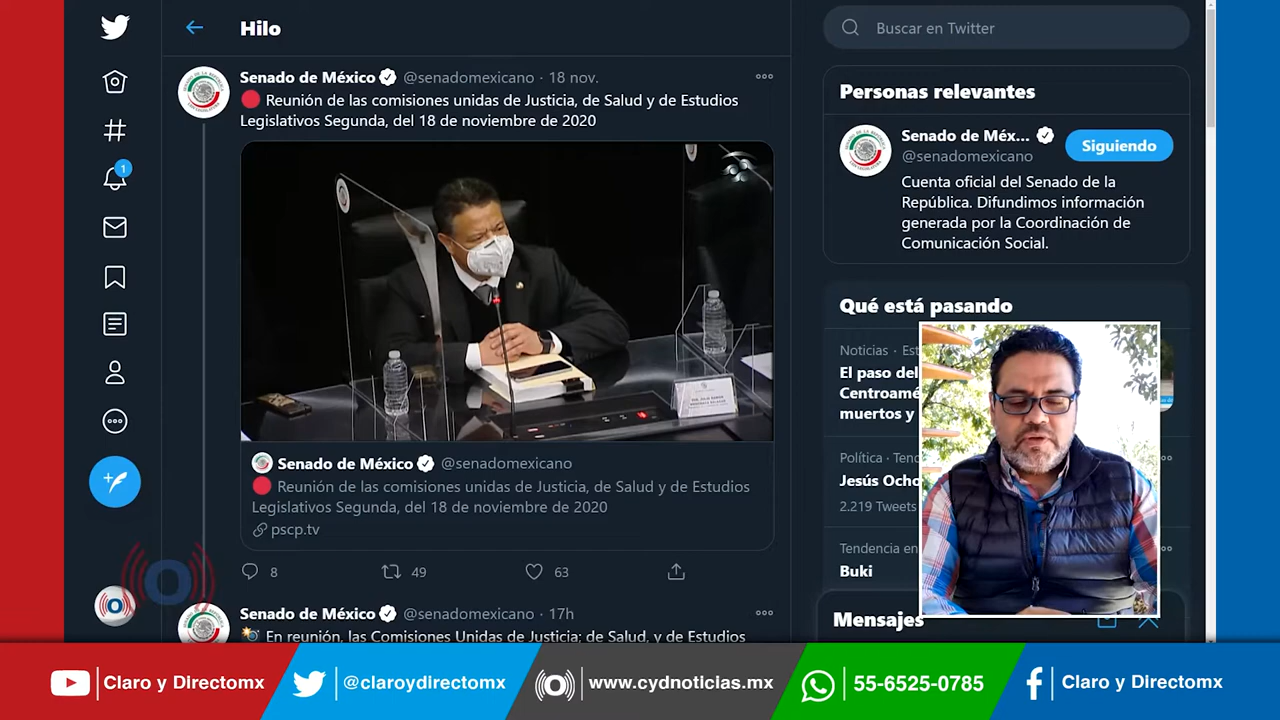 Hilo
Senado de México @senadomexicano · 18 nov.
Reunión de las comisiones unidas de Justicia, de Salud y de Estudios
Legislativos Segunda, del 18 de noviembre de 2020
Senado de México @senadomexicano
Reunión de las comisiones unidas de Justicia, de Salud y de Estudios
Legislativos Segunda, del 18 de noviembre de 2020
pscp.tv
8 49 63
Senado de México @senadomexicano · 17h
En reunión, las Comisiones Unidas de Justicia; de Salud, y de Estudios
1
Buscar en Twitter
Personas relevantes
Senado de Méx...
@senadomexicano
Siguiendo
Cuenta oficial del Senado de la
República. Difundimos información
generada por la Coordinación de
Comunicación Social.
Qué está pasando
Noticias · Est
El paso del
Centroamé
muertos y
Política · Tend
Jesús Ocho
2.219 Tweets
Tendencia en
Buki
Mensajes
Claro y Directomx
@claroydirectomx
www.cydnoticias.mx
55-6525-0785
Claro y Directomx